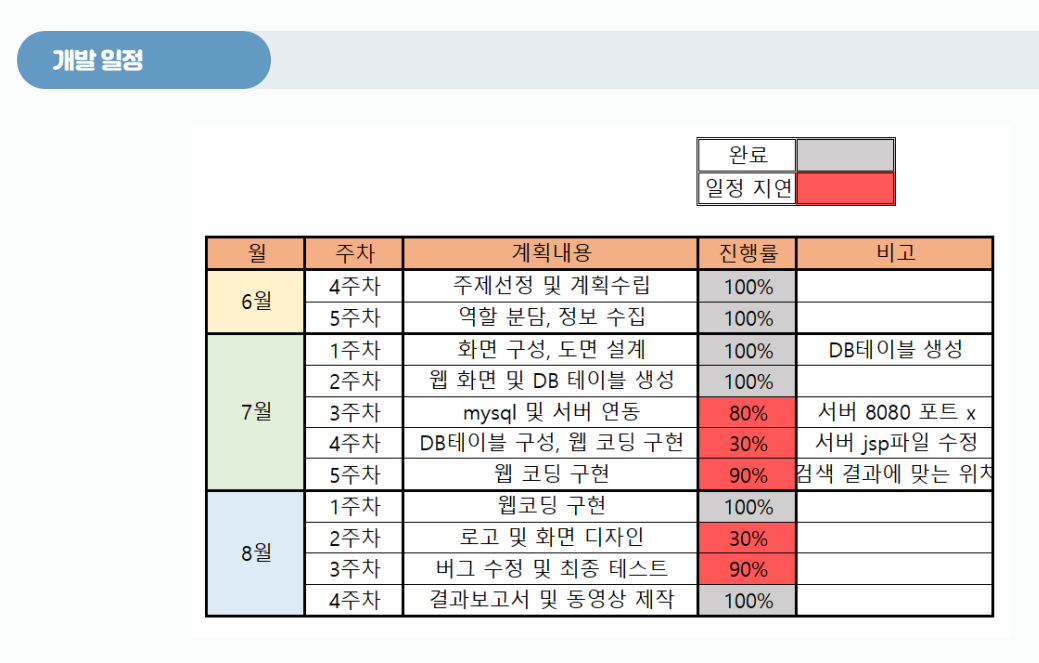 개발 일정
완료
일정 지연
월 주차 계획내용 진행률 비고
6월
4주차 주제선정 및 계획수립 100%
5주차 역할 분담, 정보 수집 100%
7월
1주차 화면 구성, 도면 설계 100% DB테이블 생성
2주차 웹 화면 및 DB 테이블 생성 100%
3주차 mysql 및 서버 연동 80% 서버 8080 포트 x
4주차 DB테이블 구성, 웹 코딩 구현 30% 서버 jsp파일 수정
5주차 웹 코딩 구현 90% 검색 결과에 맞는 위치
8월
1주차 웹코딩 구현 100%
2주차 로고 및 화면 디자인 30%
3주차 버그 수정 및 최종 테스트 90%
4주차 결과보고서 및 동영상 제작 100%